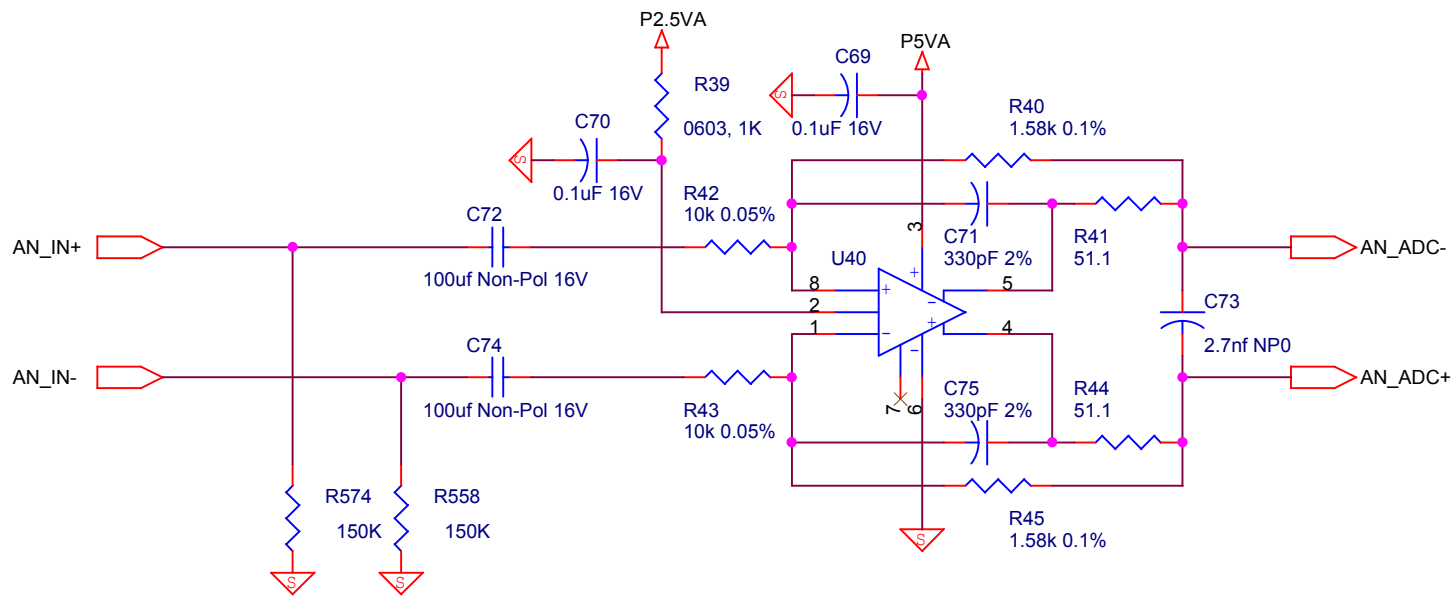 P2.5VA
P5VA
C69
R39
R40
0603, 1K
0.1uF 16V
1.58k 0.1%
C70
S
S
0.1uF 16V
R42
10k 0.05%
C72
3
C71
R41
AN_IN+
AN_ADC-
100uf Non-Pol 16V
U40
330pF 2%
51.1
8
5
+
+
−
2
C73
1
4
−
+
−
2.7nf NP0
C74
AN_IN-
AN_ADC+
100uf Non-Pol 16V
R43
10k 0.05%
7
6
C75
330pF 2%
R44
51.1
R574
R558
150K
150K
R45
1.58k 0.1%
S
S
S